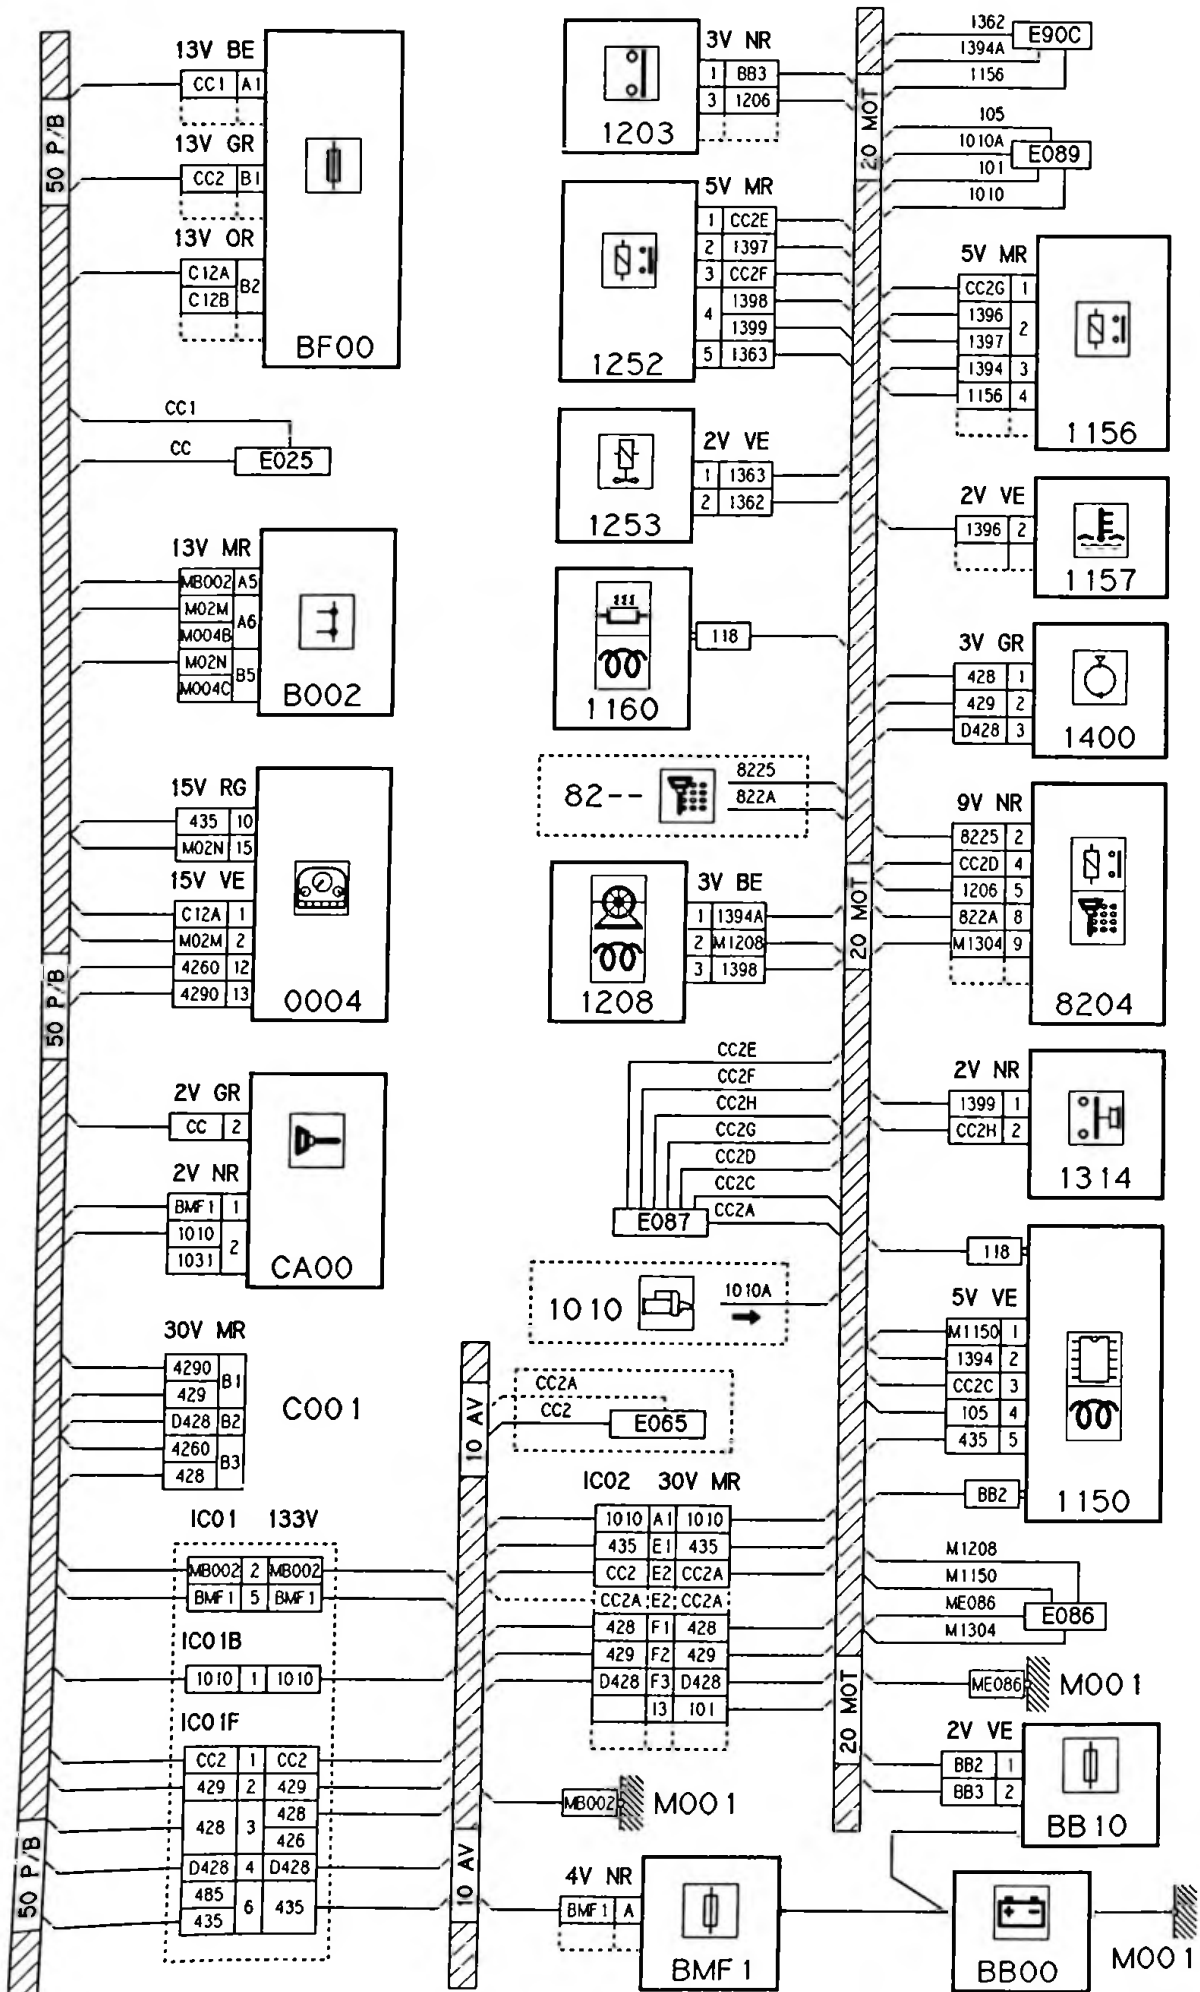 50 P/B
13V BE
CC1 A1
13V GR
CC2 B1
13V OR
C12A B2
C12B
BF00
CC1
CC
E025
13V MR
MB002 A5
M02M A6
M004B
M02N B5
M004C
B002
15V RG
435 10
M02N 15
15V VE
C12A 1
M02M 2
4260 12
4290 13
0004
50 P/B
2V GR
CC 2
2V NR
BMF1 1
1010 2
1031
CA00
30V MR
4290 B1
429
D428 B2
4260 B3
428
C001
IC01 133V
MB002 2 MB002
BMF1 5 BMF1
IC01B
1010 1 1010
IC01F
CC2 1 CC2
429 2 429
428 3 428
426
D428 4 D428
485 6 435
435
50 P/B
3V NR
1 BB3
3 1206
1203
5V MR
1 CC2E
2 1397
3 CC2F
4 1398
1399
5 1363
1252
2V VE
1 1363
2 1362
1253
118
1160
82--
8225
822A
3V BE
1 1394A
2 M1208
3 1398
1208
CC2E
CC2F
CC2H
CC2G
CC2D
CC2C
CC2A
E087
1010
1010A
10 AV
CC2A
CC2
E065
IC02 30V MR
1010 A1 1010
435 E1 435
CC2 E2 CC2A
CC2A E2 CC2A
428 F1 428
429 F2 429
D428 F3 D428
I3 101
MB002 M001
10 AV
4V NR
BMF1 A
BMF1
20 MOT
1362
E90C
1394A
1156
105
1010A
E089
101
1010
5V MR
CC2G 1
1396 2
1397
1394 3
1156 4
1156
2V VE
1396 2
1157
3V GR
428 1
429 2
D428 3
1400
20 MOT
9V NR
8225 2
CC2D 4
1206 5
822A 8
M1304 9
8204
2V NR
1399 1
CC2H 2
1314
118
5V VE
M1150 1
1394 2
CC2C 3
105 4
435 5
BB2
1150
M1208
M1150
ME086
E086
M1304
20 MOT
ME086 M001
2V VE
BB2 1
BB3 2
BB10
BB00
M001